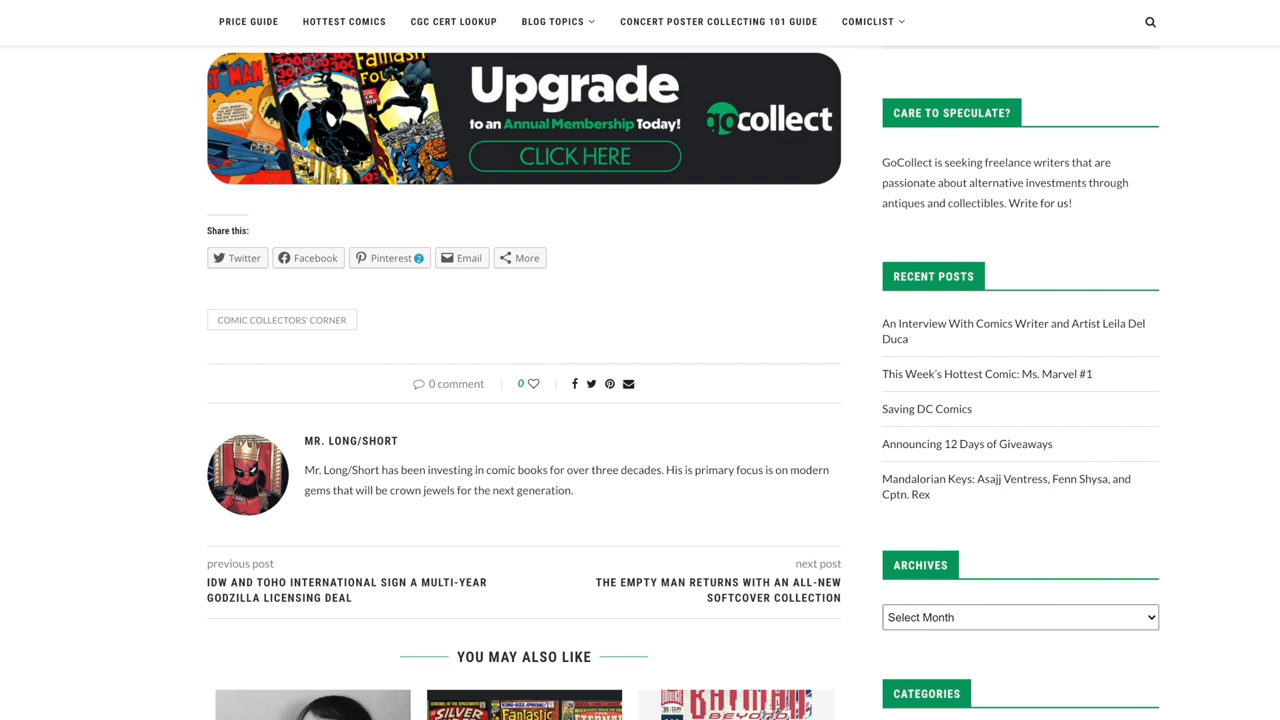 PRICE GUIDE HOTTEST COMICS CGC CERT LOOKUP BLOG TOPICS CONCERT POSTER COLLECTING 101 GUIDE COMICLIST
BATMAN
Fantastic
Fou
Upgrade
to an Annual Membership Today!
CLICK HERE
gocollect
Share this:
Twitter Facebook Pinterest 2 Email More
COMIC COLLECTORS' CORNER
0 comment 0
MR. LONG/SHORT
Mr. Long/Short has been investing in comic books for over three decades. His is primary focus is on modern
gems that will be crown jewels for the next generation.
previous post
IDW AND TOHO INTERNATIONAL SIGN A MULTI-YEAR
GODZILLA LICENSING DEAL
next post
THE EMPTY MAN RETURNS WITH AN ALL-NEW
SOFTCOVER COLLECTION
YOU MAY ALSO LIKE
SILVER
Fantastic
ETERNALS
BATMAN
BEYOND
CARE TO SPECULATE?
GoCollect is seeking freelance writers that are
passionate about alternative investments through
antiques and collectibles. Write for us!
RECENT POSTS
An Interview With Comics Writer and Artist Leila Del
Duca
This Week's Hottest Comic: Ms. Marvel #1
Saving DC Comics
Announcing 12 Days of Giveaways
Mandalorian Keys: Asajj Ventress, Fenn Shysa, and
Cptn. Rex
ARCHIVES
Select Month
CATEGORIES